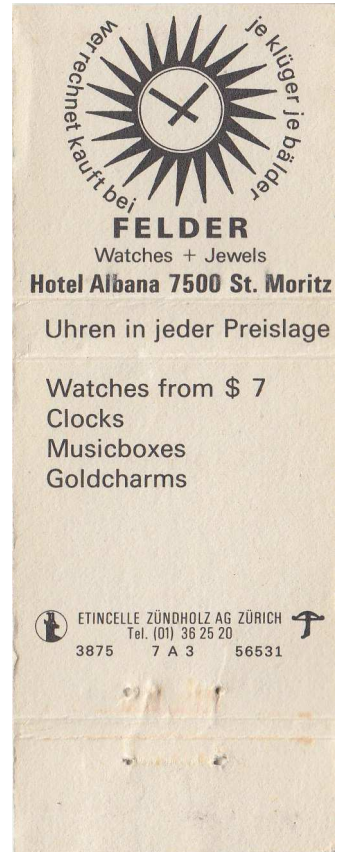 wer rechnet kauft bei
je klüger je bälder
FELDER
Watches + Jewels
Hotel Albana 7500 St. Moritz
Uhren in jeder Preislage
Watches from $ 7
Clocks
Musicboxes
Goldcharms
ETINCELLE ZÜNDHOLZ AG ZÜRICH
Tel. (01) 36 25 20
3875 7 A 3 56531